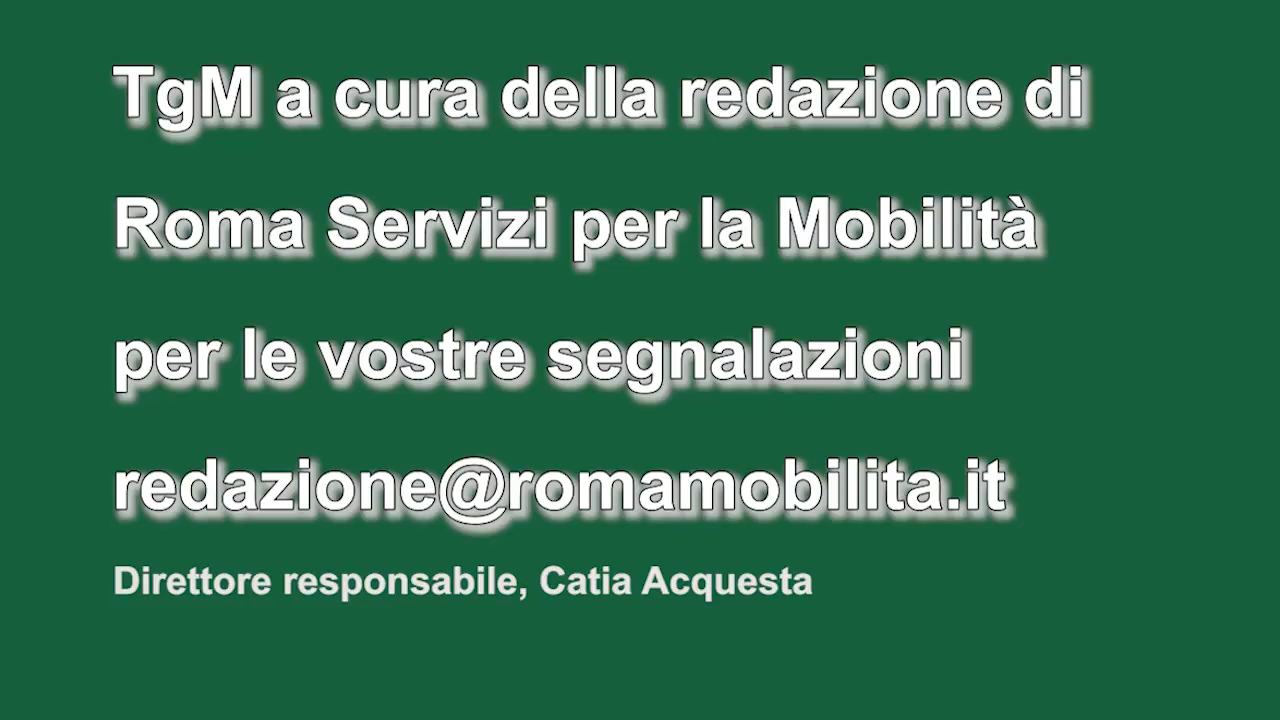 TgM a cura della redazione di
Roma Servizi per la Mobilità
per le vostre segnalazioni
redazione@romamobilita.it
Direttore responsabile, Catia Acquesta